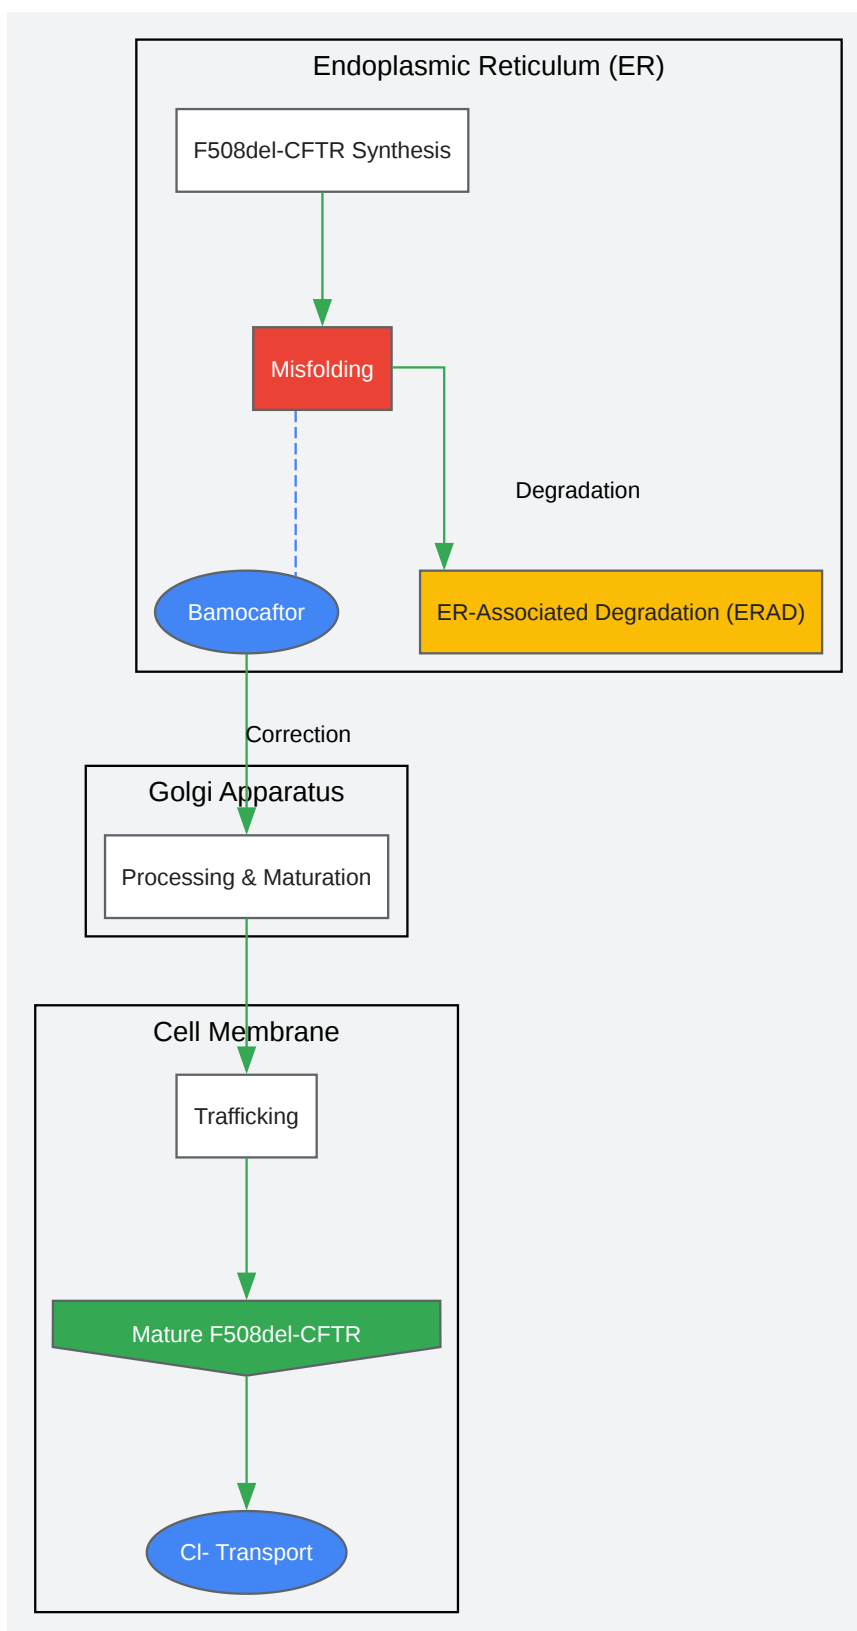 Endoplasmic Reticulum (ER)
F508del-CFTR Synthesis
Misfolding
Degradation
Bamocaftor
ER-Associated Degradation (ERAD)
Correction
Golgi Apparatus
Processing & Maturation
Cell Membrane
Trafficking
Mature F508del-CFTR
Cl- Transport